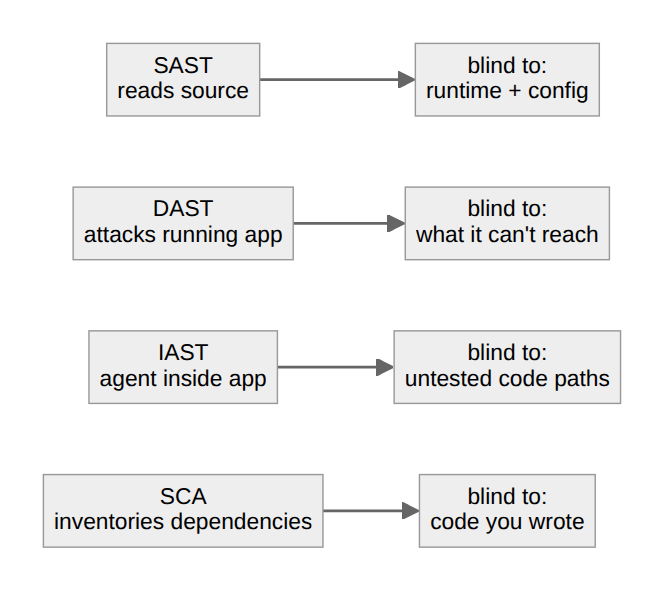 SAST
reads source
blind to:
runtime + config
DAST
attacks running app
blind to:
what it can't reach
IAST
agent inside app
blind to:
untested code paths
SCA
inventories dependencies
blind to:
code you wrote